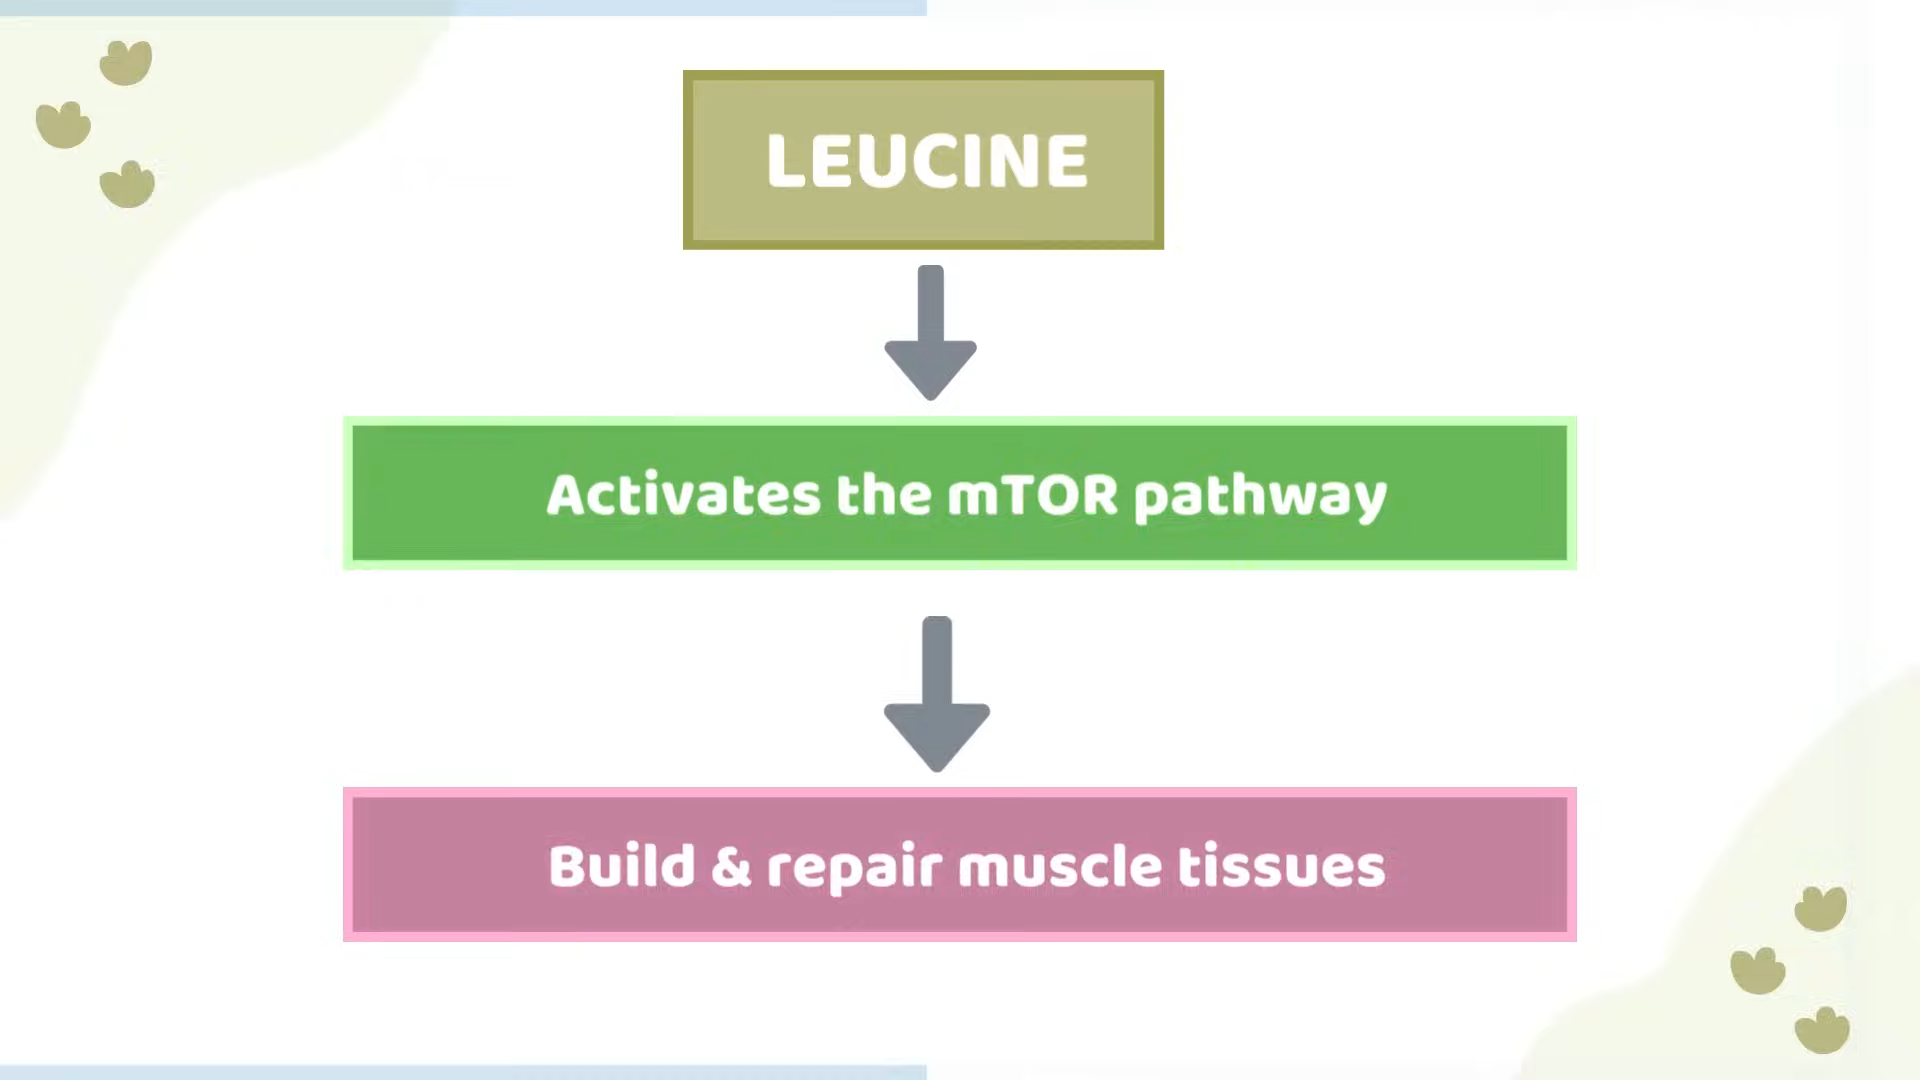 LEUCINE
Activates the mTOR pathway
Build & repair muscle tissues